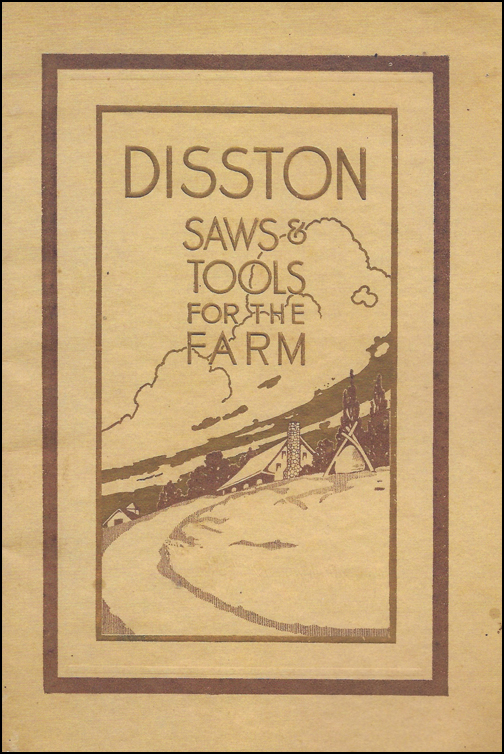 DISSTON
SAWS &
TOOLS
FOR THE
FARM